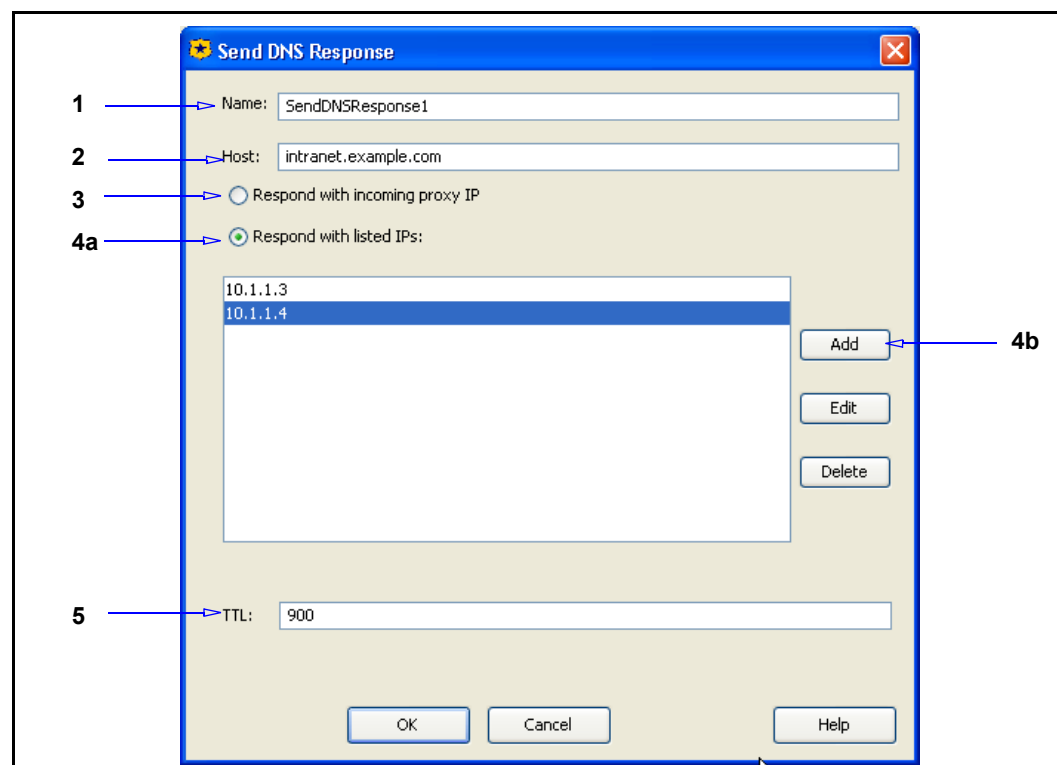 Send DNS Response
1
Name:
SendDNSResponse1
2
Host:
intranet.example.com
3
Respond with incoming proxy IP
4a
Respond with listed IPs:
10.1.1.3
10.1.1.4
Add
4b
Edit
Delete
5
TTL:
900
OK
Cancel
Help